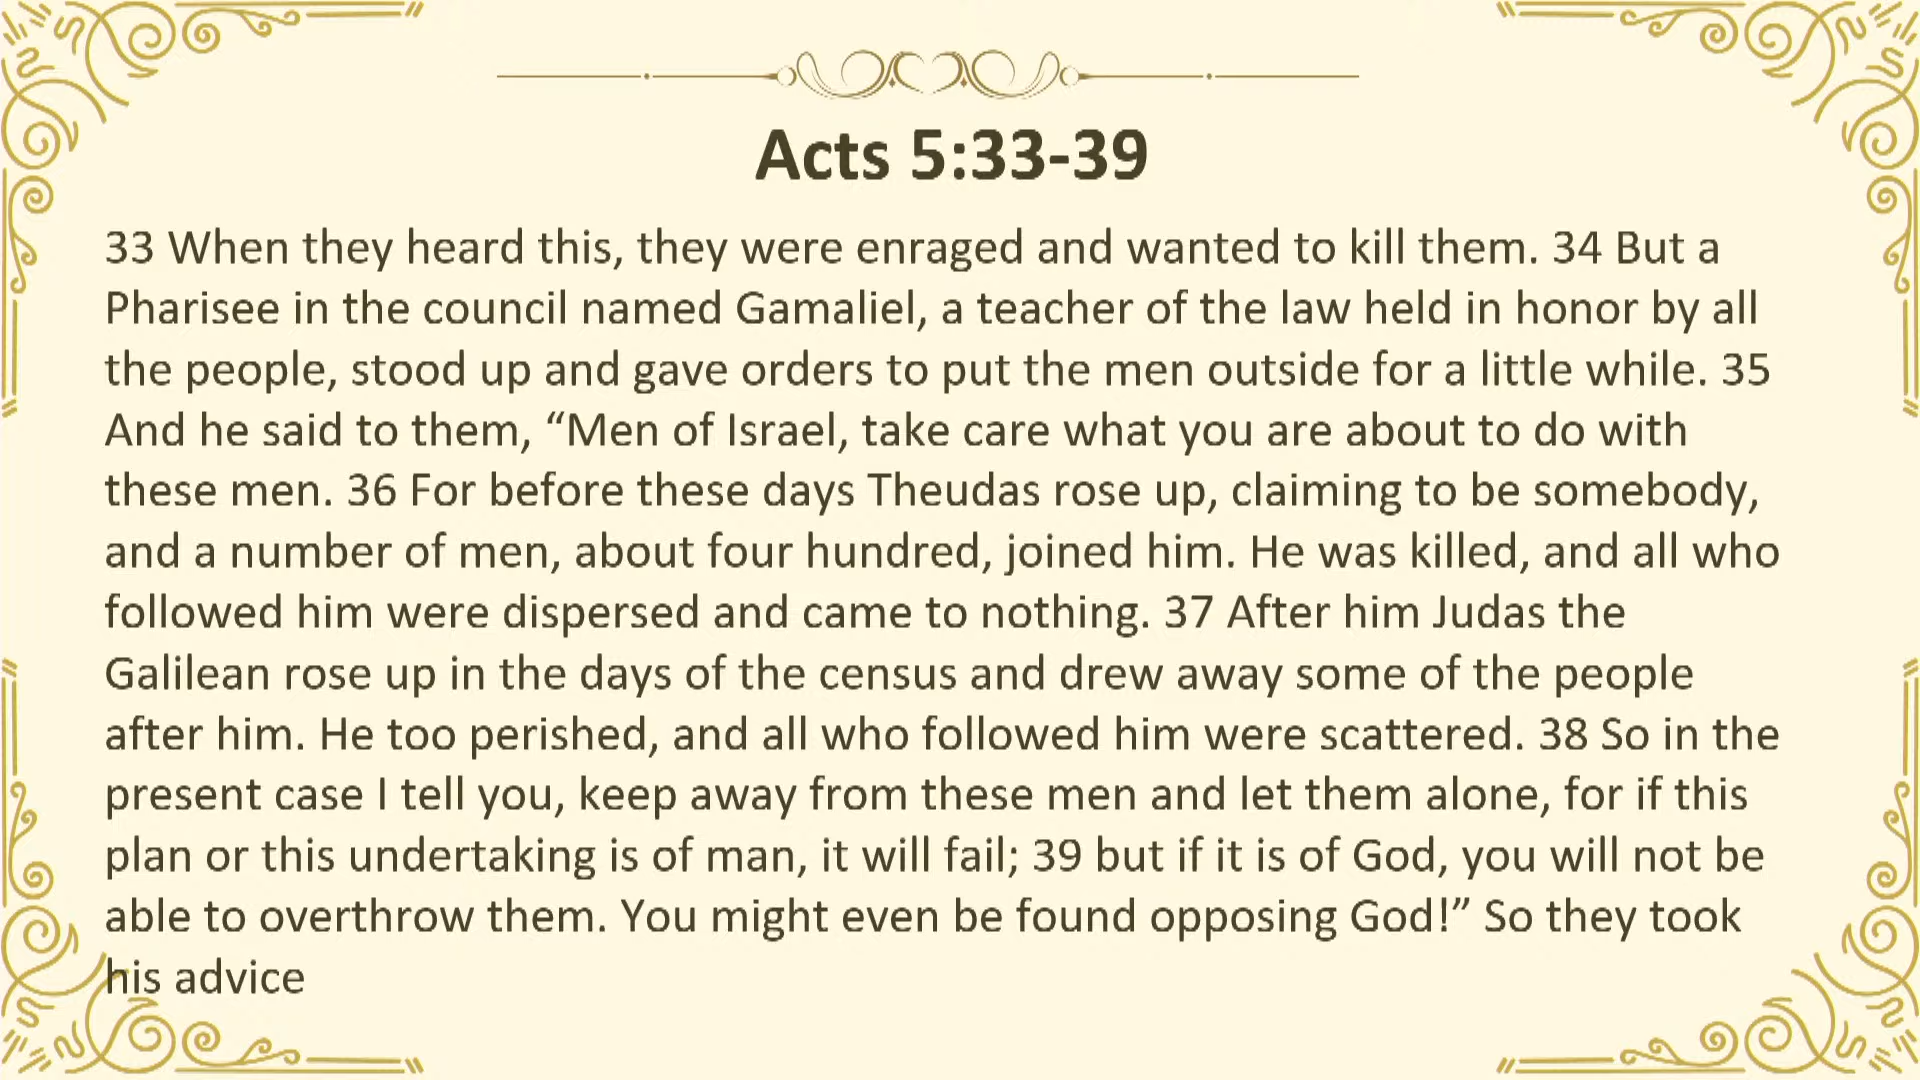 Acts 5:33-39
33 When they heard this, they were enraged and wanted to kill them. 34 But a
Pharisee in the council named Gamaliel, a teacher of the law held in honor by all
the people, stood up and gave orders to put the men outside for a little while. 35
And he said to them, “Men of Israel, take care what you are about to do with
these men. 36 For before these days Theudas rose up, claiming to be somebody,
and a number of men, about four hundred, joined him. He was killed, and all who
followed him were dispersed and came to nothing. 37 After him Judas the
Galilean rose up in the days of the census and drew away some of the people
after him. He too perished, and all who followed him were scattered. 38 So in the
present case I tell you, keep away from these men and let them alone, for if this
plan or this undertaking is of man, it will fail; 39 but if it is of God, you will not be
able to overthrow them. You might even be found opposing God!” So they took
his advice